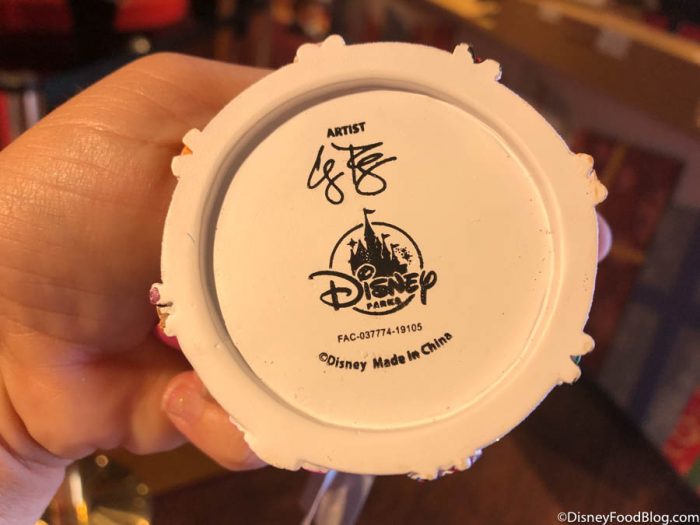 ARTIST
DISNEY
PARKS
FAC-037774-19105
©Disney Made in China
©DisneyFoodBlog.com